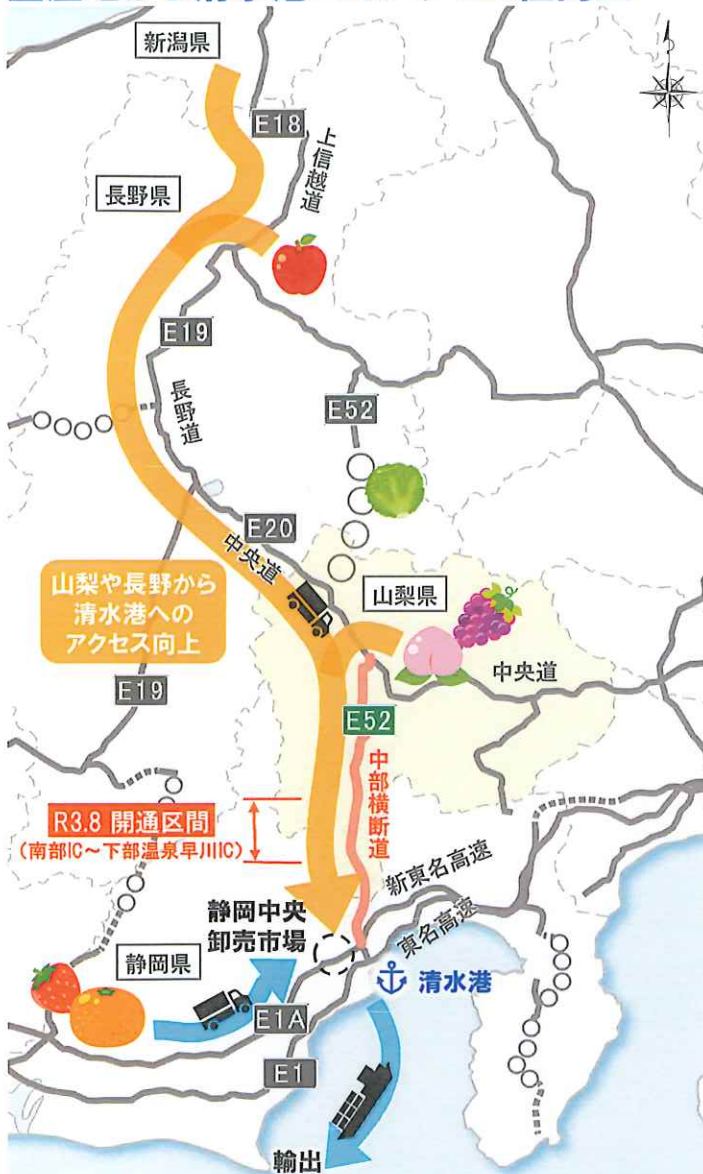 新潟県
E18
上信越道
長野県
E19
長野道
E52
E20
中央道
山梨や長野から
清水港への
アクセス向上
山梨県
中央道
E19
E52
中部横断道
R3.8 開通区間
(南部IC～下部温泉早川IC)
新東名高速
静岡中央
卸売市場
東名高速
静岡県
清水港
E1A
E1
輸出